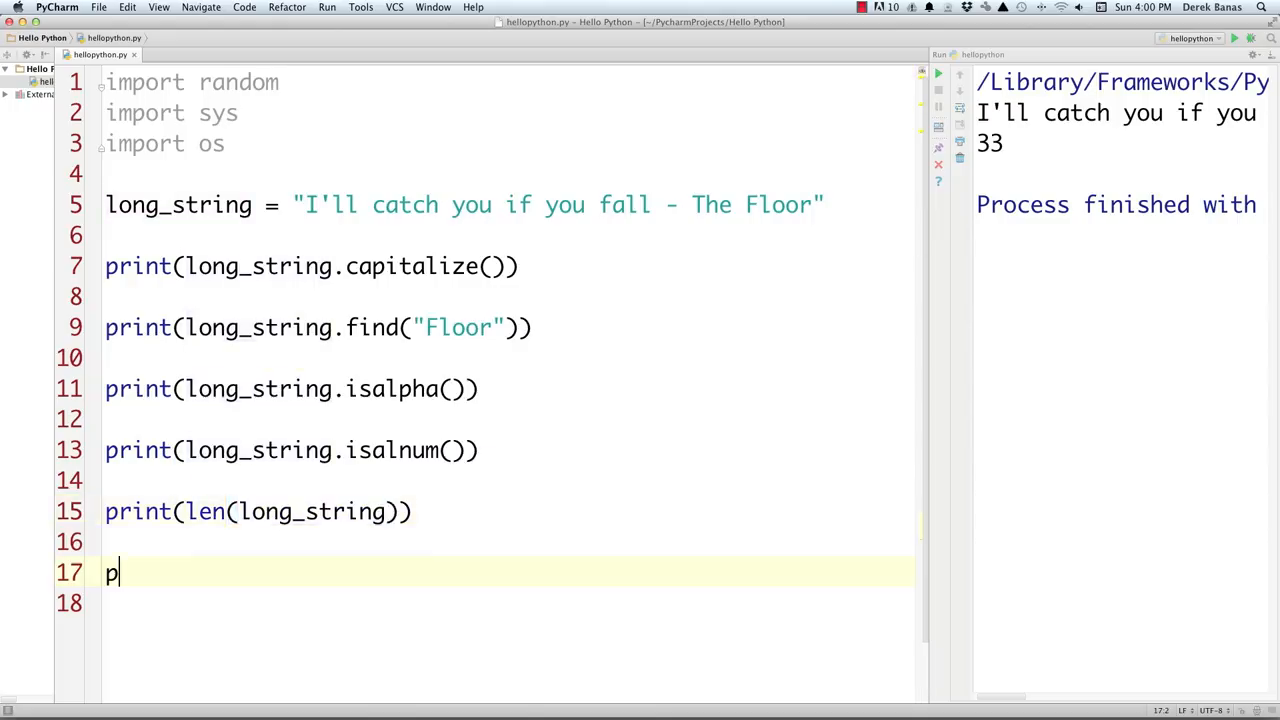 PyCharm File Edit View Navigate Code Refactor Run Tools VCS Window Help 10 Sun 4:00 PM Derek Banas
hellopython.py - Hello Python - [~/PycharmProjects/Hello Python]
Hello Python hellopython.py hellopython
hellopython.py Run hellopython
Hello P
hell
Externa
1 import random
2 import sys
3 import os
4
5 long_string = "I'll catch you if you fall - The Floor"
6
7 print(long_string.capitalize())
8
9 print(long_string.find("Floor"))
10
11 print(long_string.isalpha())
12
13 print(long_string.isalnum())
14
15 print(len(long_string))
16
17 p
18
/Library/Frameworks/Py
I'll catch you if you
33
Process finished with
17:2 LF UTF-8